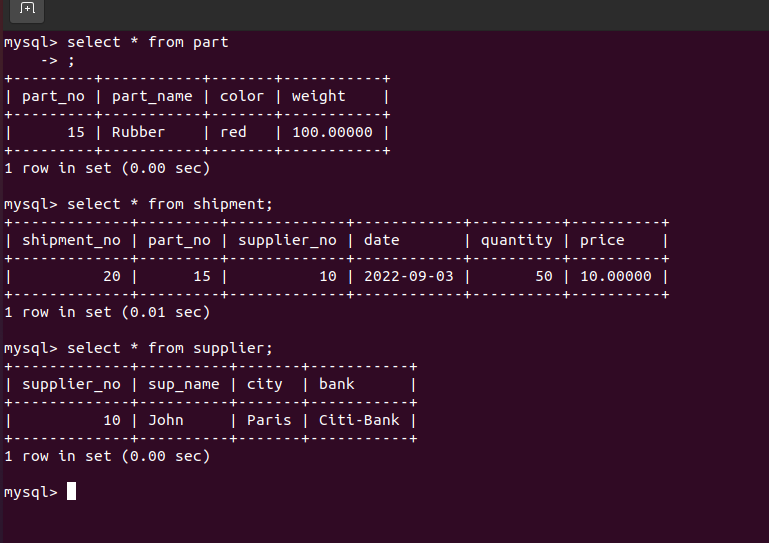 mysql> select * from part
    -> ;
+---------+-----------+-------+-----------+
| part_no | part_name | color | weight    |
+---------+-----------+-------+-----------+
|      15 | Rubber    | red   | 100.00000 |
+---------+-----------+-------+-----------+
1 row in set (0.00 sec)

mysql> select * from shipment;
+-------------+---------+-------------+------------+----------+----------+
| shipment_no | part_no | supplier_no | date       | quantity | price    |
+-------------+---------+-------------+------------+----------+----------+
|          20 |      15 |          10 | 2022-09-03 |       50 | 10.00000 |
+-------------+---------+-------------+------------+----------+----------+
1 row in set (0.01 sec)

mysql> select * from supplier;
+-------------+----------+-------+-----------+
| supplier_no | sup_name | city  | bank      |
+-------------+----------+-------+-----------+
|          10 | John     | Paris | Citi-Bank |
+-------------+----------+-------+-----------+
1 row in set (0.00 sec)

mysql>